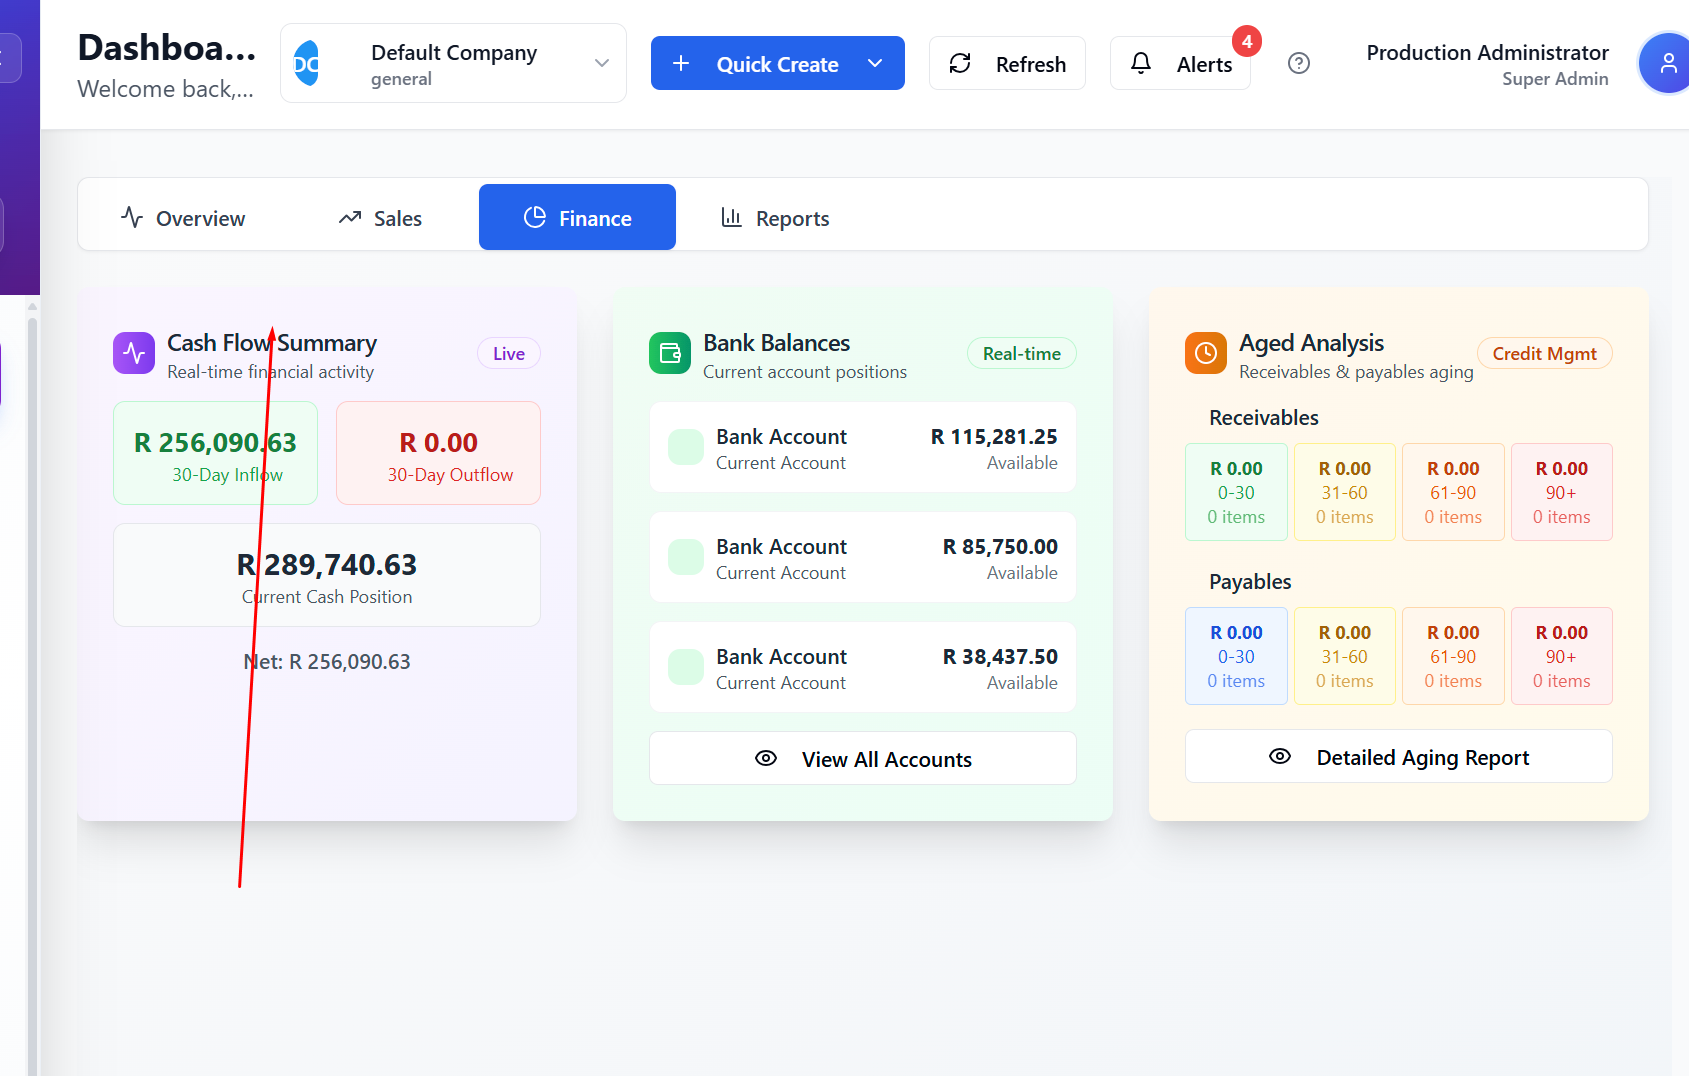 Dashboa...
Welcome back,...
DC
Default Company
general
Quick Create
Refresh
Alerts
4
Production Administrator
Super Admin
Overview
Sales
Finance
Reports
Cash Flow Summary
Real-time financial activity
Live
R 256,090.63
30-Day Inflow
R 0.00
30-Day Outflow
R 289,740.63
Current Cash Position
Net: R 256,090.63
Bank Balances
Current account positions
Real-time
Bank Account
Current Account
R 115,281.25
Available
Bank Account
Current Account
R 85,750.00
Available
Bank Account
Current Account
R 38,437.50
Available
View All Accounts
Aged Analysis
Receivables & payables aging
Credit Mgmt
Receivables
R 0.00
0-30
0 items
R 0.00
31-60
0 items
R 0.00
61-90
0 items
R 0.00
90+
0 items
Payables
R 0.00
0-30
0 items
R 0.00
31-60
0 items
R 0.00
61-90
0 items
R 0.00
90+
0 items
Detailed Aging Report